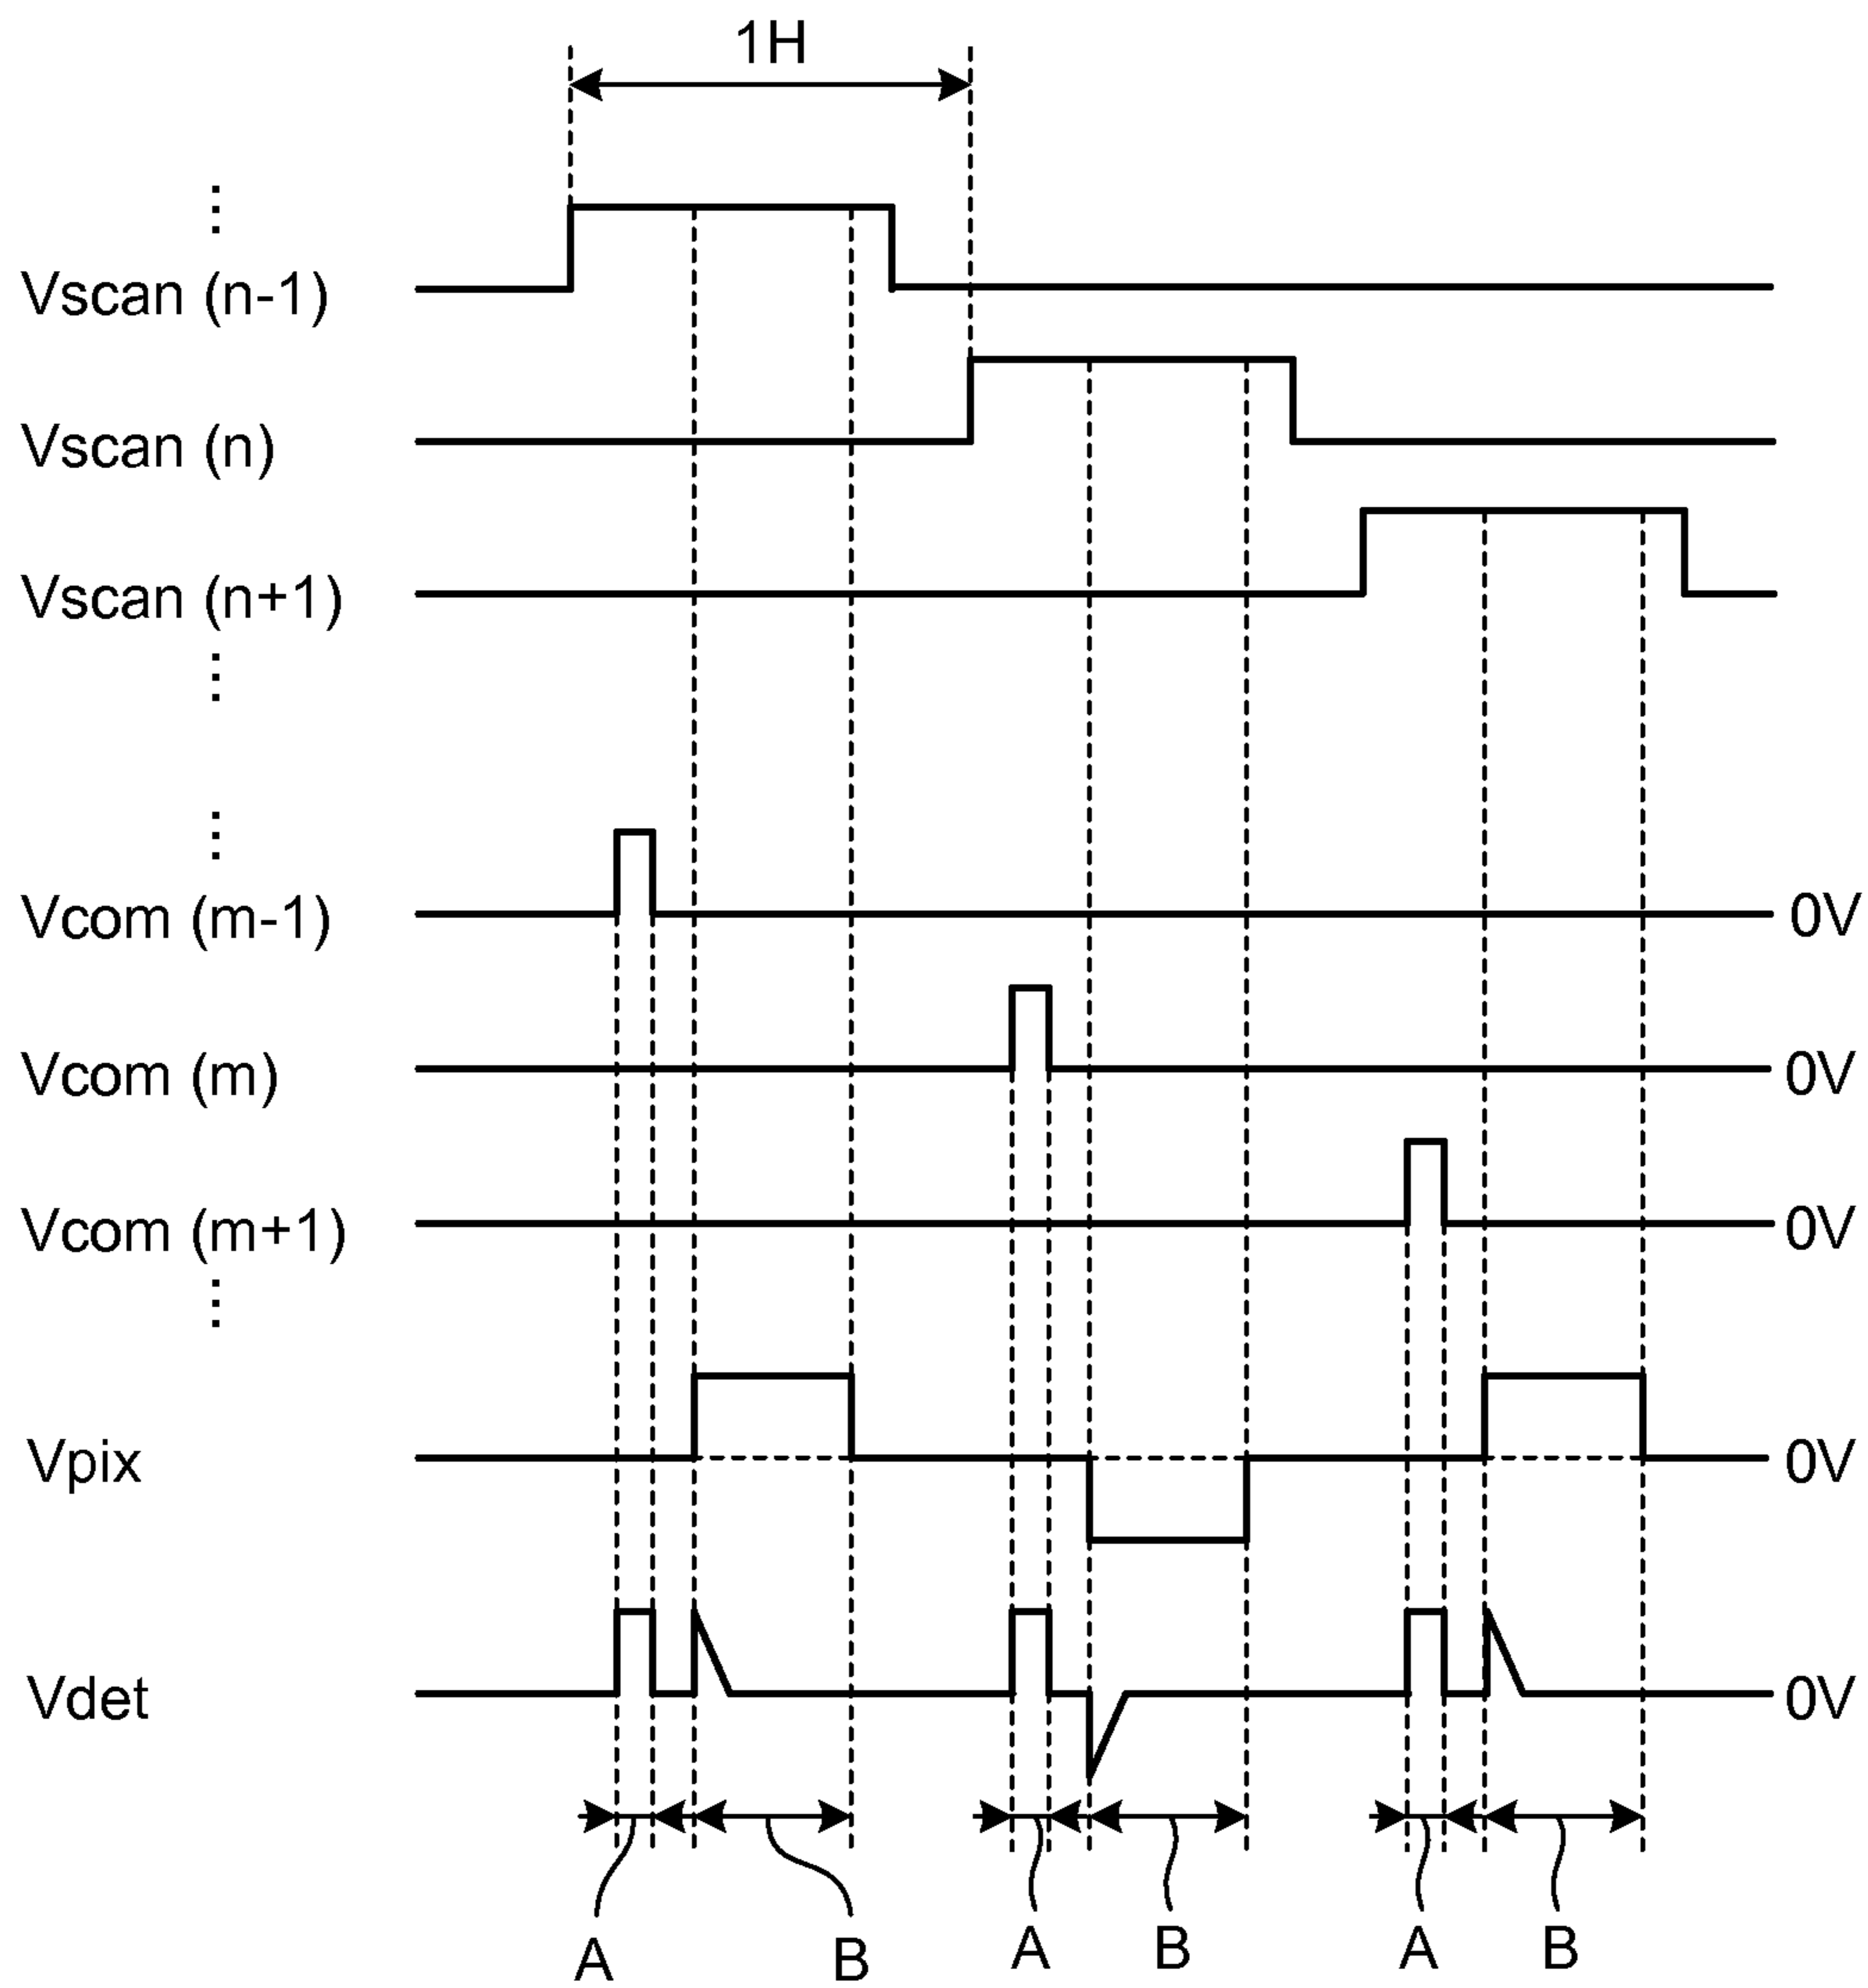 1H
⋮
Vscan (n-1)
Vscan (n)
Vscan (n+1)
⋮
⋮
Vcom (m-1) 0V
Vcom (m) 0V
Vcom (m+1) 0V
⋮
Vpix 0V
Vdet 0V
A B A B A B